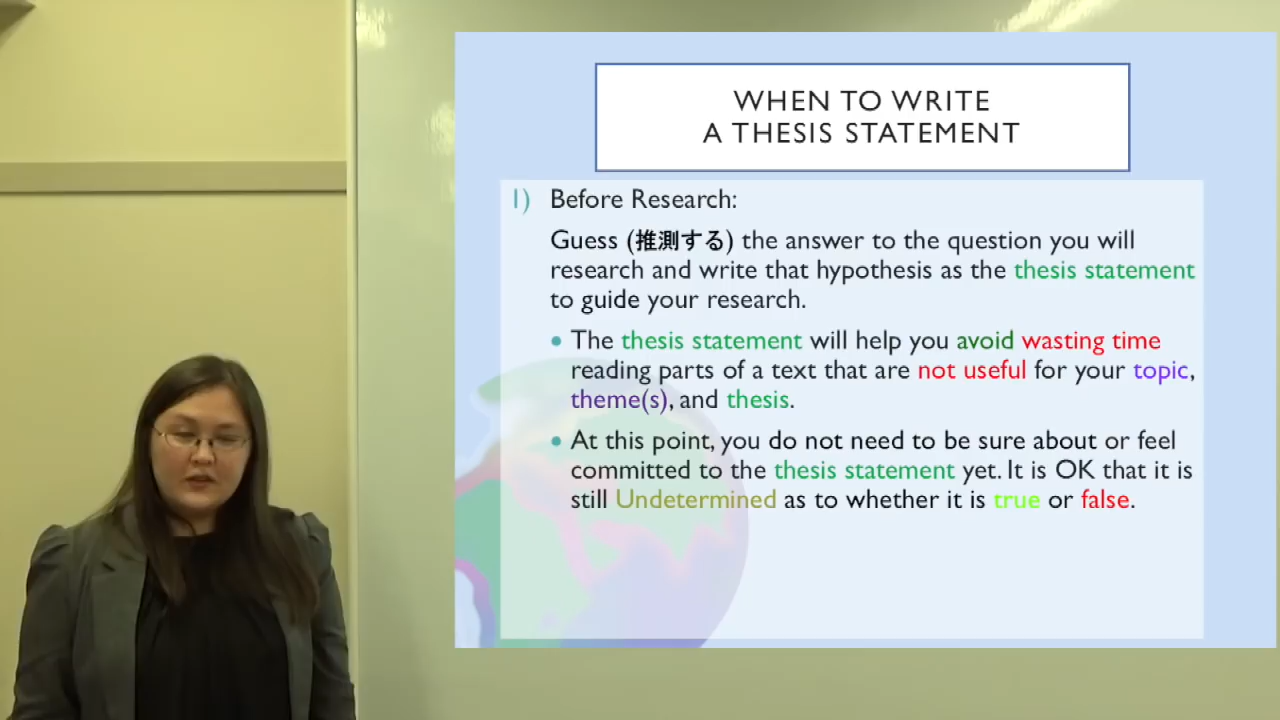 WHEN TO WRITE
A THESIS STATEMENT
1) Before Research:
Guess (推測する) the answer to the question you will
research and write that hypothesis as the thesis statement
to guide your research.
• The thesis statement will help you avoid wasting time
reading parts of a text that are not useful for your topic,
theme(s), and thesis.
• At this point, you do not need to be sure about or feel
committed to the thesis statement yet. It is OK that it is
still Undetermined as to whether it is true or false.